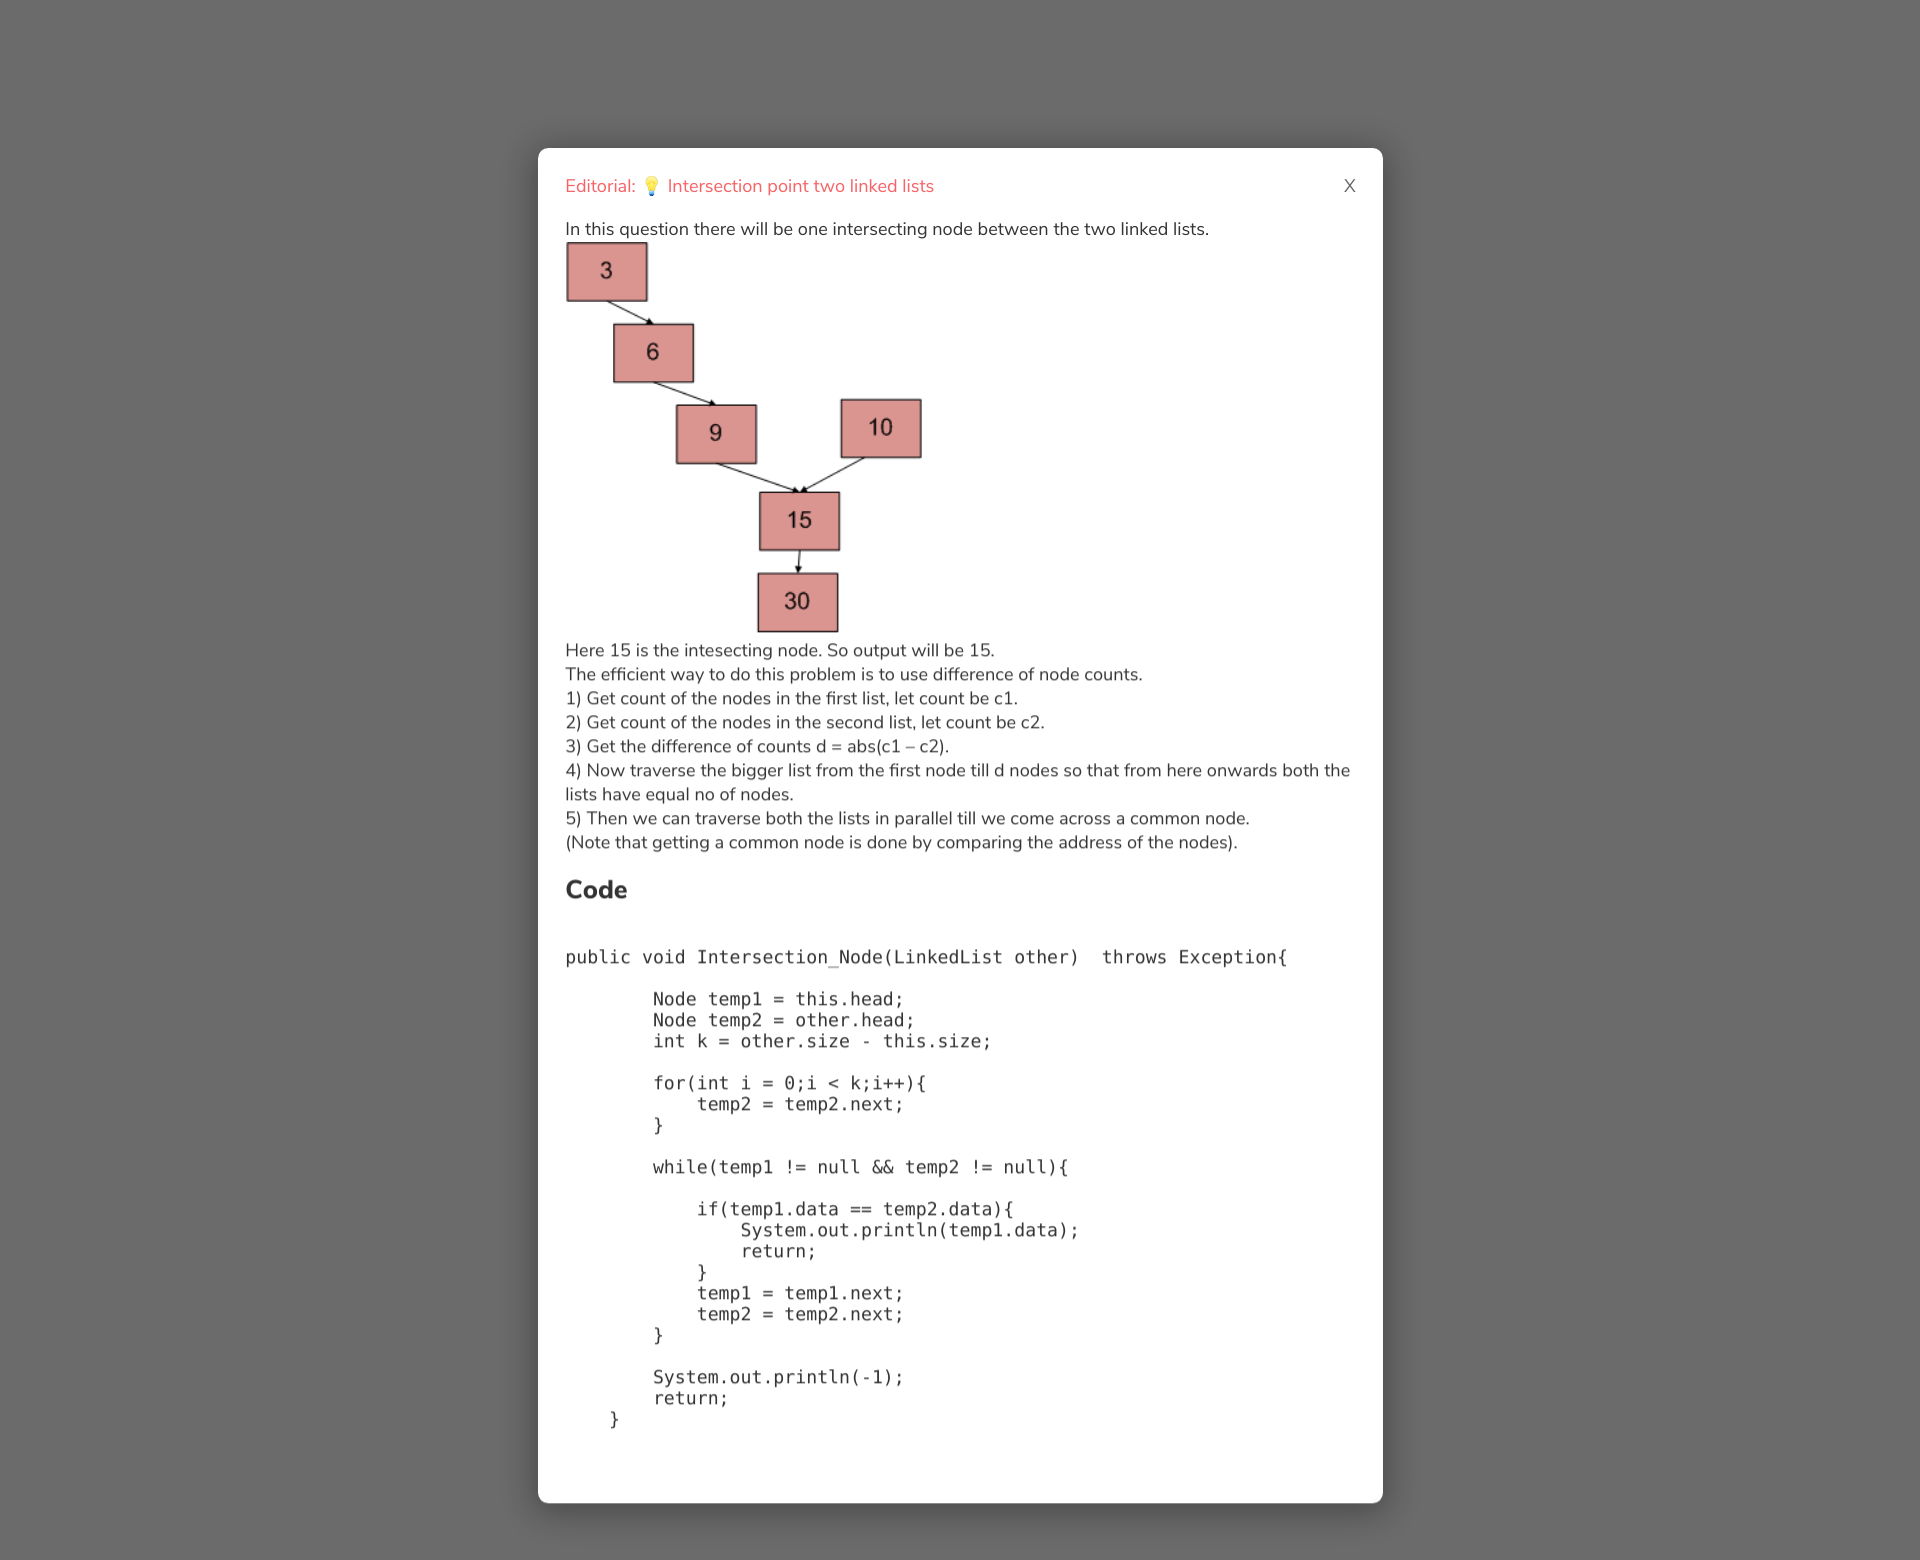 Editorial: 💡 Intersection point two linked lists
X
In this question there will be one intersecting node between the two linked lists.
3
6
9
10
15
30
Here 15 is the intesecting node. So output will be 15.
The efficient way to do this problem is to use difference of node counts.
1) Get count of the nodes in the first list, let count be c1.
2) Get count of the nodes in the second list, let count be c2.
3) Get the difference of counts d = abs(c1 – c2).
4) Now traverse the bigger list from the first node till d nodes so that from here onwards both the
lists have equal no of nodes.
5) Then we can traverse both the lists in parallel till we come across a common node.
(Note that getting a common node is done by comparing the address of the nodes).
Code
public void Intersection_Node(LinkedList other)  throws Exception{
        Node temp1 = this.head;
        Node temp2 = other.head;
        int k = other.size - this.size;
        for(int i = 0;i < k;i++){
            temp2 = temp2.next;
        }
        while(temp1 != null && temp2 != null){
            if(temp1.data == temp2.data){
                System.out.println(temp1.data);
                return;
            }
            temp1 = temp1.next;
            temp2 = temp2.next;
        }
        System.out.println(-1);
        return;
    }